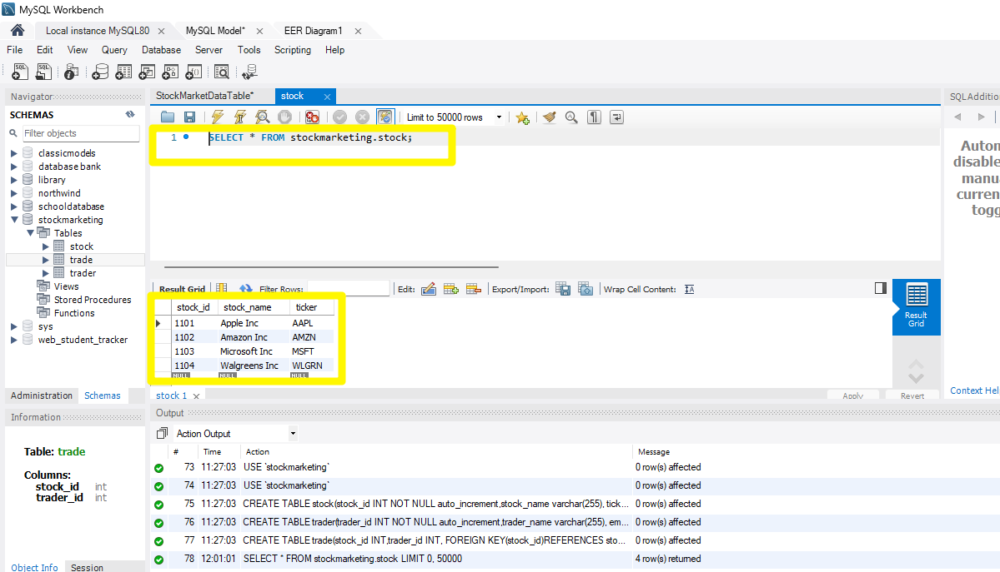 MySQL Workbench
Local instance MySQL80 MySQL Model* EER Diagram1
File Edit View Query Database Server Tools Scripting Help
Navigator
SCHEMAS
Filter objects
classicmodels
database bank
library
northwind
schooldatabase
stockmarketing
Tables
stock
trade
trader
Views
Stored Procedures
Functions
sys
web_student_tracker
Administration Schemas
Information
Table: trade
Columns:
stock_id int
trader_id int
Object Info Session
StockMarketDataTable* stock
Limit to 50000 rows
1 SELECT * FROM stockmarketing.stock;
Result Grid Filter Rows: Edit: Export/Import: Wrap Cell Content:
stock_id stock_name ticker
1101 Apple Inc AAPL
1102 Amazon Inc AMZN
1103 Microsoft Inc MSFT
1104 Walgreens Inc WLGRN
NULL NULL NULL
Result
Grid
stock 1 Apply Revert
Output
Action Output
# Time Action Message
73 11:27:03 USE `stockmarketing` 0 row(s) affected
74 11:27:03 USE `stockmarketing` 0 row(s) affected
75 11:27:03 CREATE TABLE stock(stock_id INT NOT NULL auto_increment,stock_name varchar(255), tick... 0 row(s) affected
76 11:27:03 CREATE TABLE trader(trader_id INT NOT NULL auto_increment,trader_name varchar(255), em... 0 row(s) affected
77 11:27:03 CREATE TABLE trade(stock_id INT,trader_id INT, FOREIGN KEY(stock_id)REFERENCES sto... 0 row(s) affected
78 12:01:01 SELECT * FROM stockmarketing.stock LIMIT 0, 50000 4 row(s) returned
SQLAdditio
Autom
disable
manu
curren
togg
Context Hel